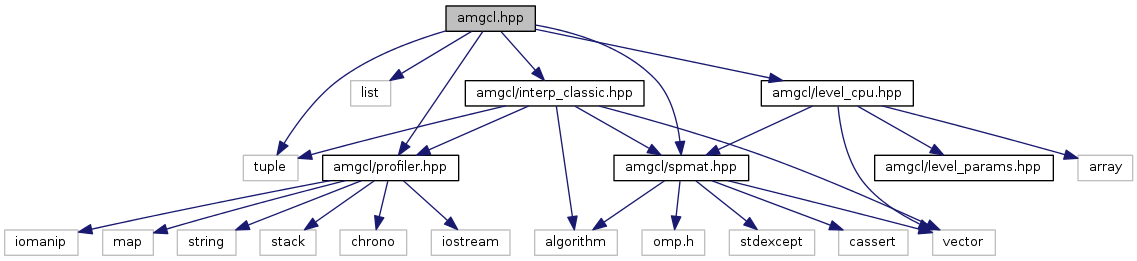 amgcl.hpp
list
amgcl/interp_classic.hpp
amgcl/level_cpu.hpp
tuple
amgcl/profiler.hpp
amgcl/spmat.hpp
amgcl/level_params.hpp
array
iomanip
map
string
stack
chrono
iostream
algorithm
omp.h
stdexcept
cassert
vector